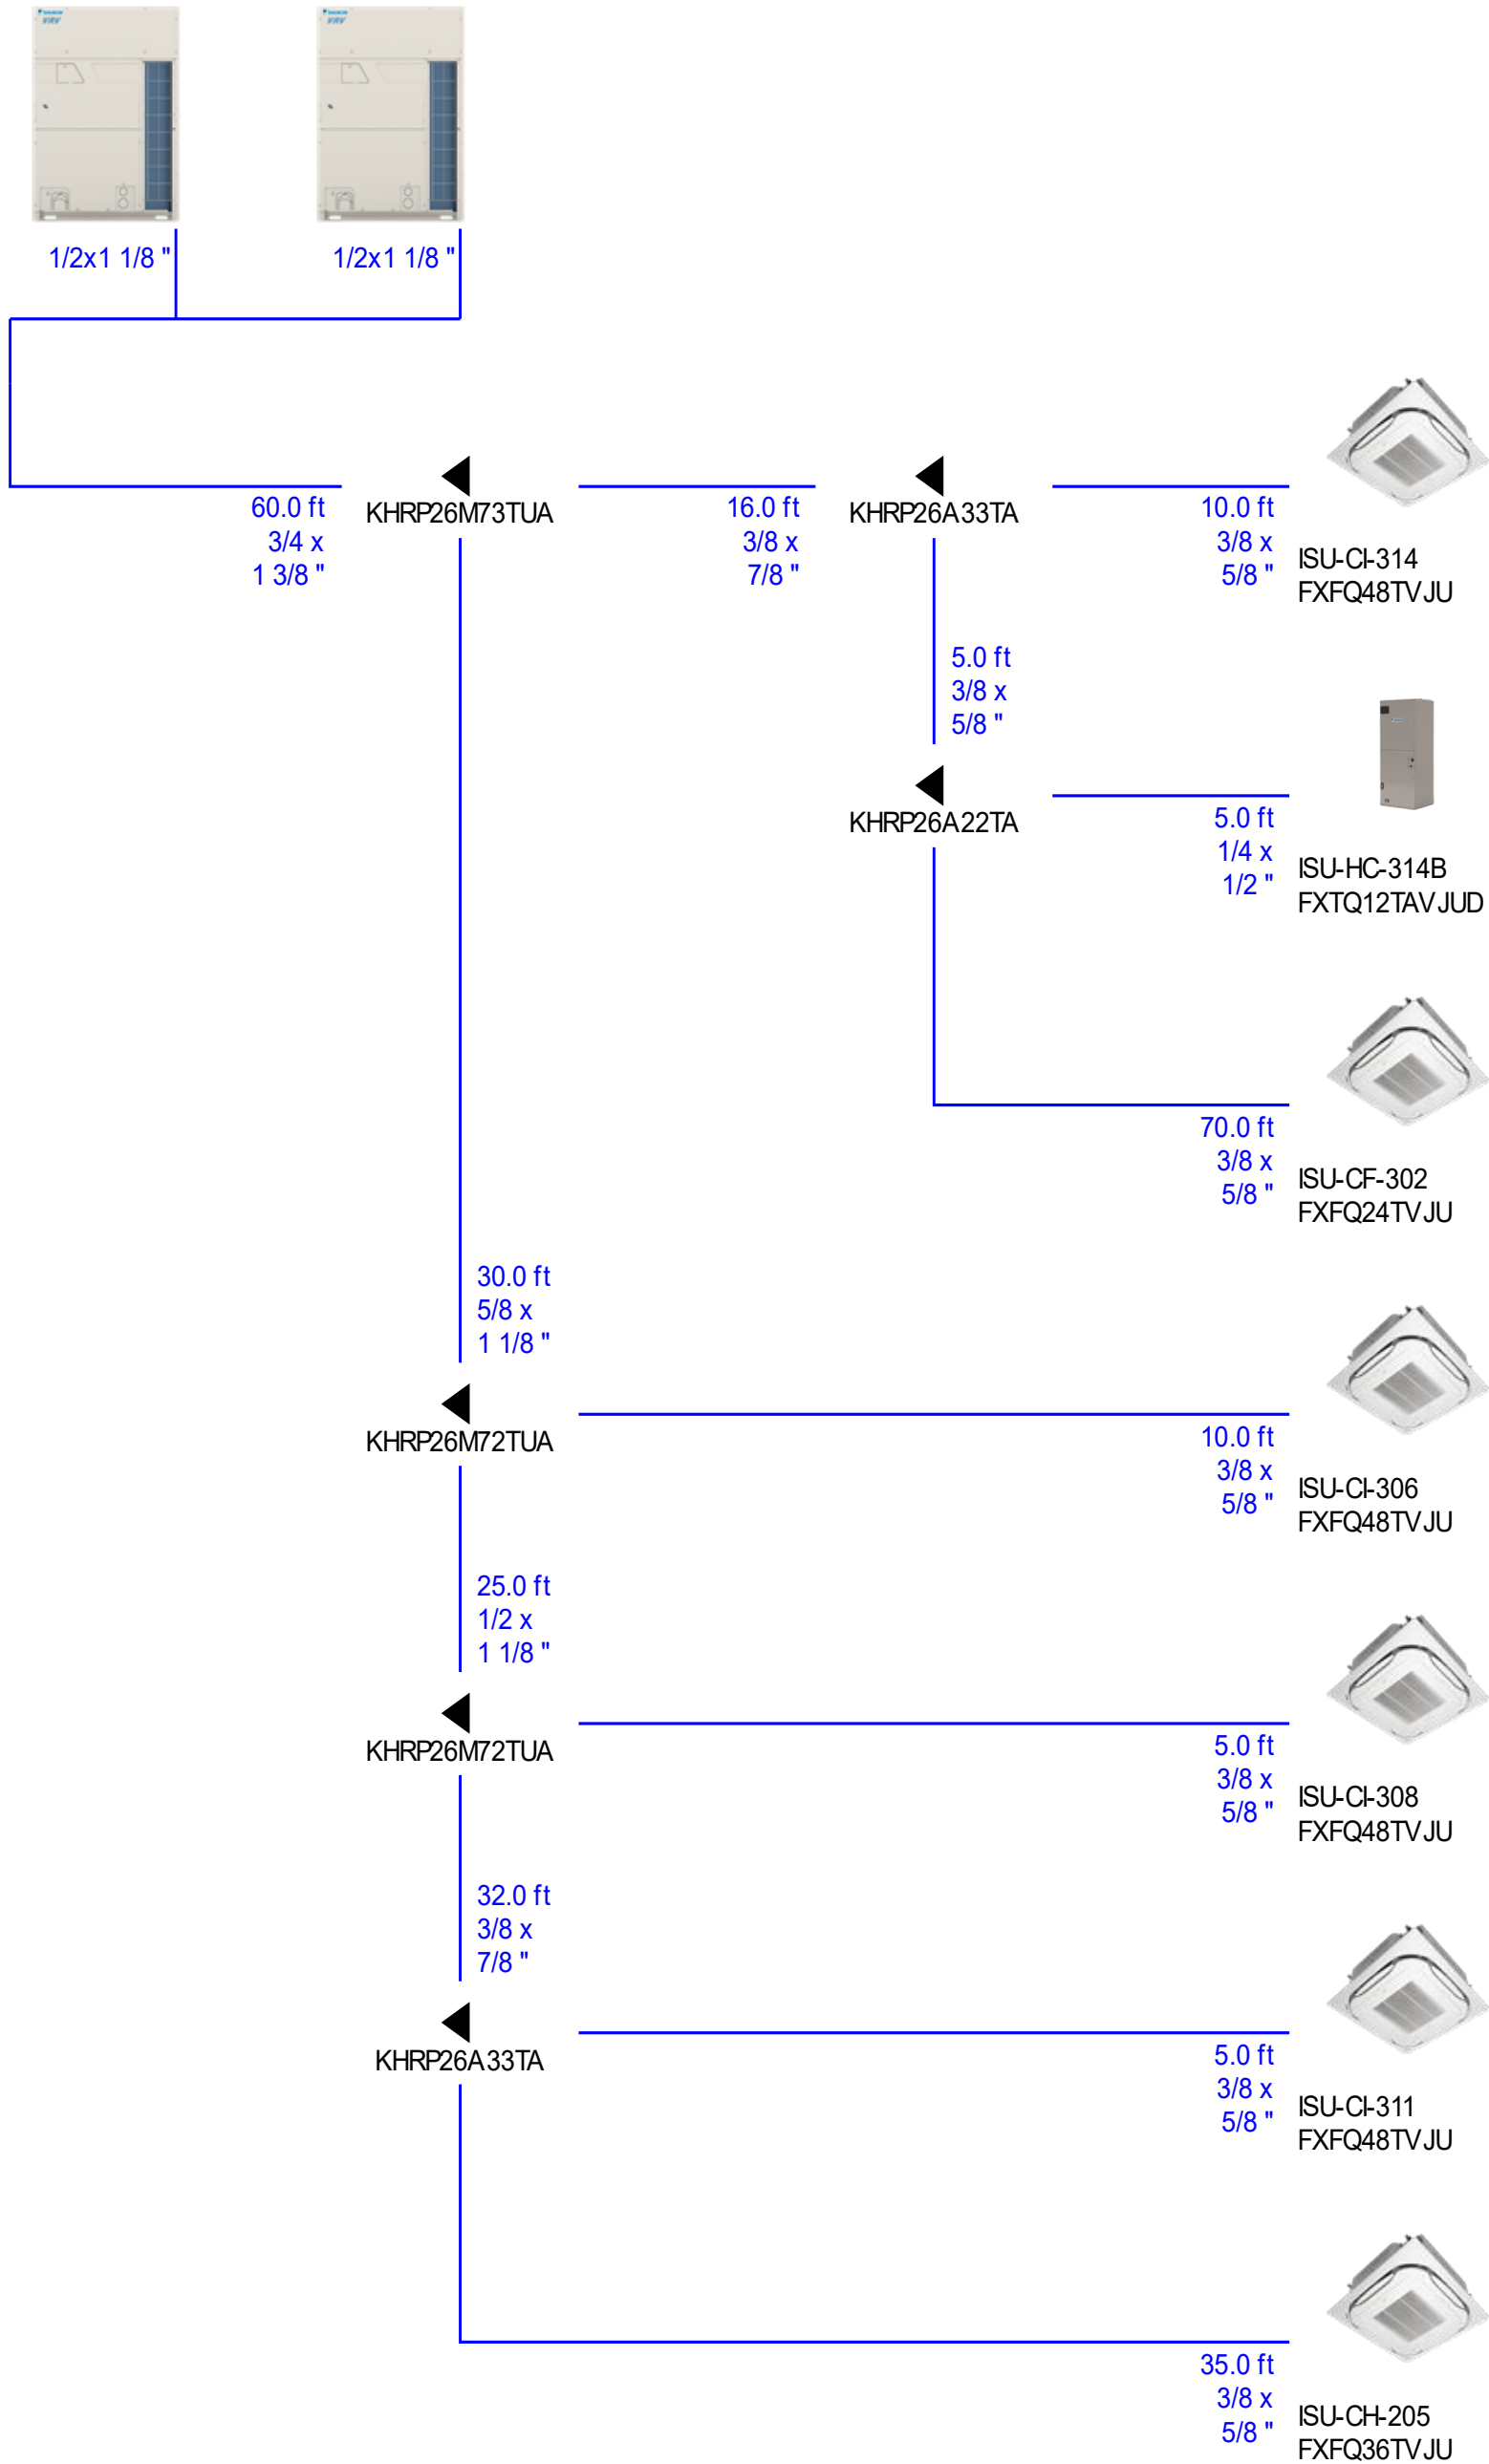 DAIKIN
VRV
DAIKIN
VRV
1/2x1 1/8 "
1/2x1 1/8 "
60.0 ft
3/4 x
1 3/8 "
KHRP26M73TUA
16.0 ft
3/8 x
7/8 "
KHRP26A33TA
10.0 ft
3/8 x
5/8 "
ISU-CI-314
FXFQ48TVJU
5.0 ft
3/8 x
5/8 "
KHRP26A22TA
5.0 ft
1/4 x
1/2 "
ISU-HC-314B
FXTQ12TAVJUD
70.0 ft
3/8 x
5/8 "
ISU-CF-302
FXFQ24TVJU
30.0 ft
5/8 x
1 1/8 "
KHRP26M72TUA
10.0 ft
3/8 x
5/8 "
ISU-CI-306
FXFQ48TVJU
25.0 ft
1/2 x
1 1/8 "
KHRP26M72TUA
5.0 ft
3/8 x
5/8 "
ISU-CI-308
FXFQ48TVJU
32.0 ft
3/8 x
7/8 "
KHRP26A33TA
5.0 ft
3/8 x
5/8 "
ISU-CI-311
FXFQ48TVJU
35.0 ft
3/8 x
5/8 "
ISU-CH-205
FXFQ36TVJU